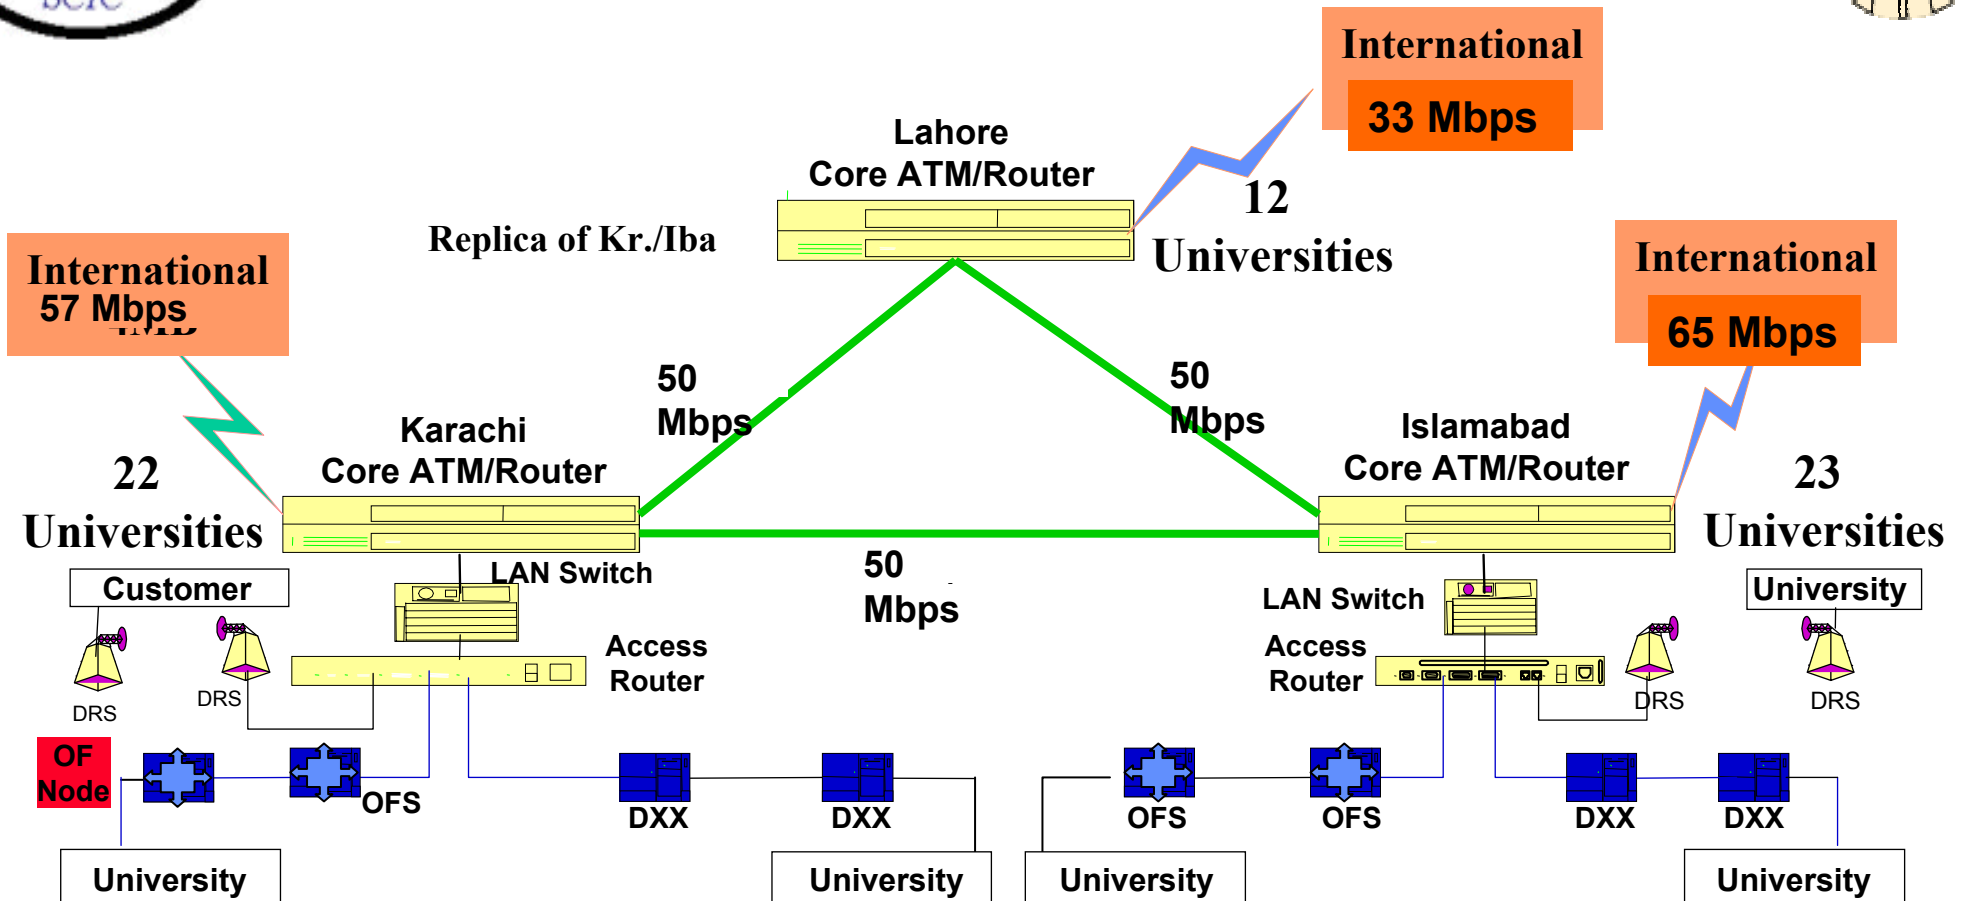 SCIC
International
33 Mbps
Lahore
Core ATM/Router
12
Universities
Replica of Kr./Iba
International
57 Mbps
International
65 Mbps
50
Mbps
50
Mbps
Karachi
Core ATM/Router
Islamabad
Core ATM/Router
22
Universities
23
Universities
50
Mbps
LAN Switch
Customer
LAN Switch
University
Access
Router
Access
Router
DRS
DRS
DRS
DRS
OF
Node
OFS
DXX
DXX
OFS
OFS
DXX
DXX
University
University
University
University